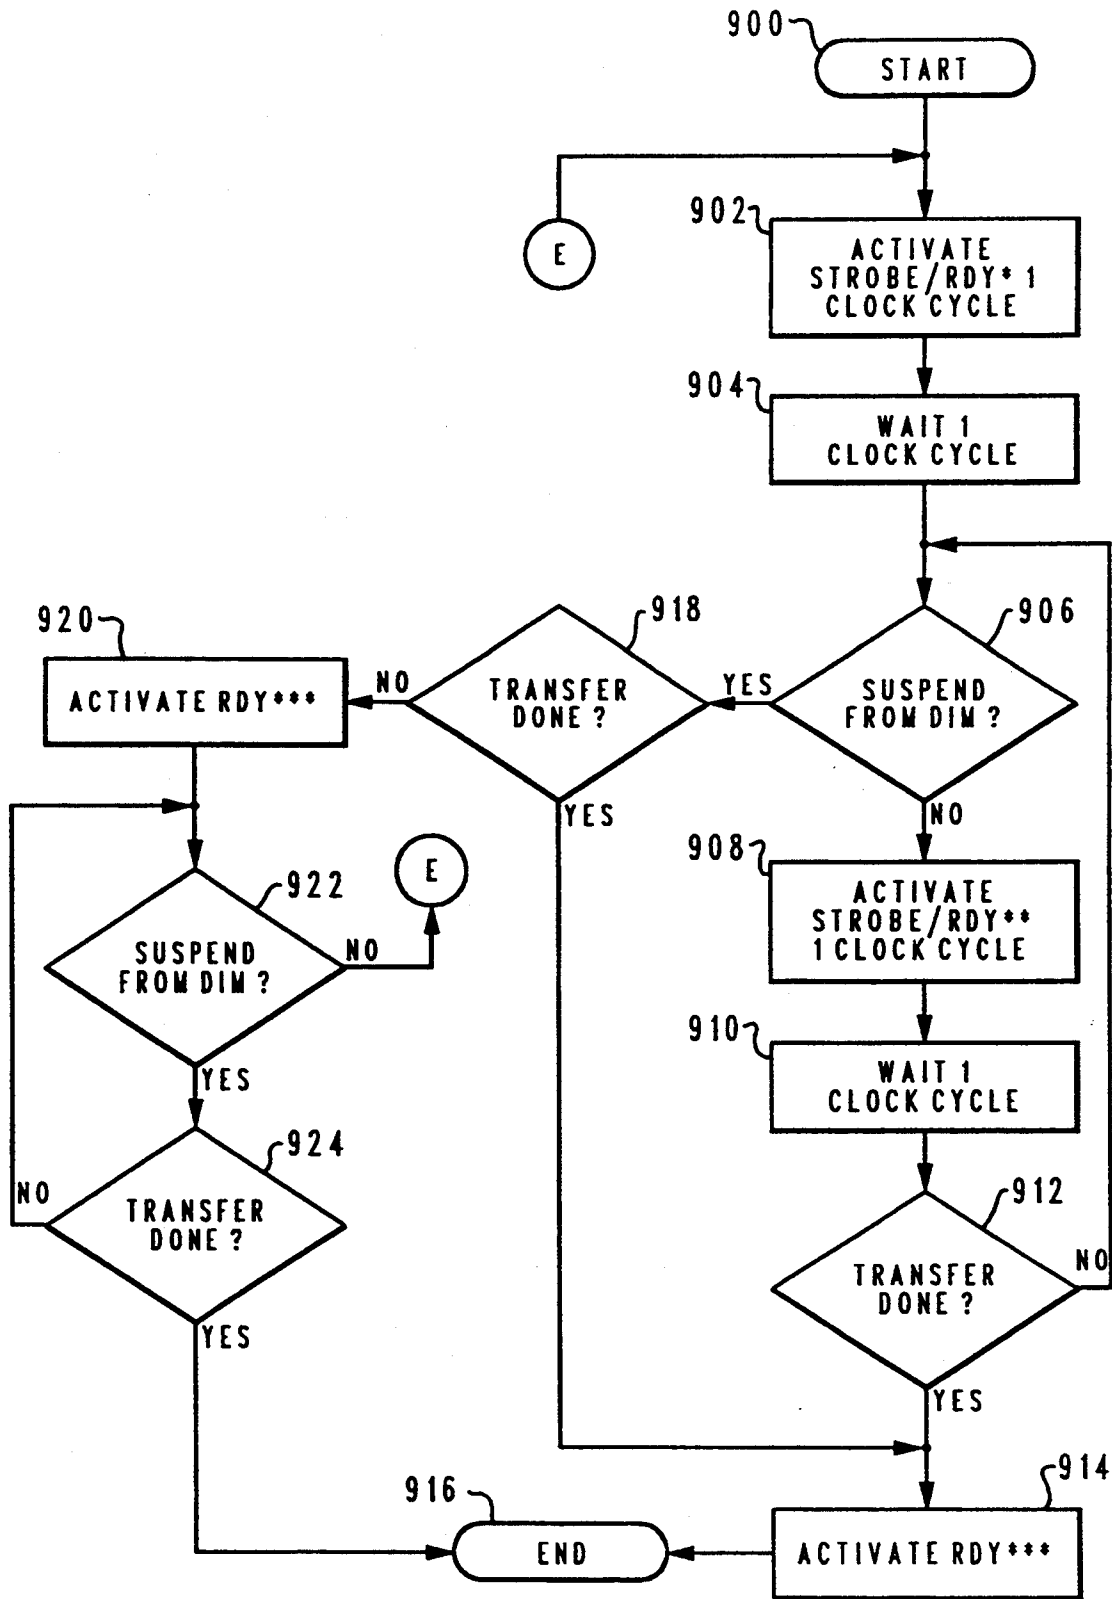 900
START
E
902
ACTIVATE
STROBE/RDY* 1
CLOCK CYCLE
904
WAIT 1
CLOCK CYCLE
906
SUSPEND
FROM DIM ?
YES
NO
918
TRANSFER
DONE ?
NO
YES
920
ACTIVATE RDY***
922
SUSPEND
FROM DIM ?
NO
E
YES
924
TRANSFER
DONE ?
NO
YES
908
ACTIVATE
STROBE/RDY**
1 CLOCK CYCLE
910
WAIT 1
CLOCK CYCLE
912
TRANSFER
DONE ?
NO
YES
914
ACTIVATE RDY***
916
END